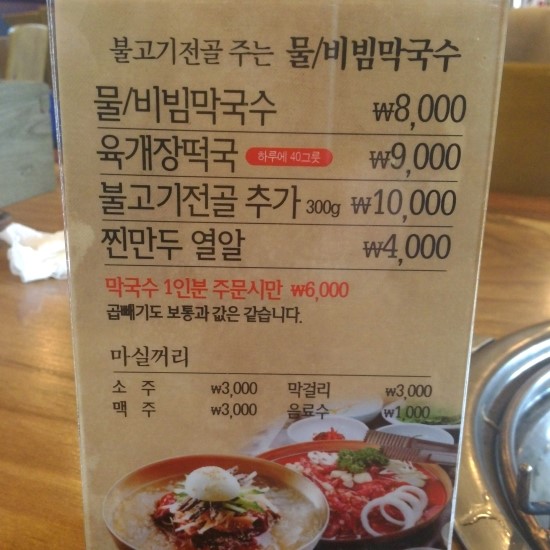 불고기전골 주는 물/비빔막국수
물/비빔막국수 ₩8,000
육개장떡국 하루에 40그릇 ₩9,000
불고기전골 추가 300g ₩10,000
찐만두 열알 ₩4,000
막국수 1인분 주문시만 ₩6,000
곱빼기도 보통과 값은 같습니다.
마실꺼리
소 주 ₩3,000 막걸리 ₩3,000
맥 주 ₩3,000 음료수 ₩1,000